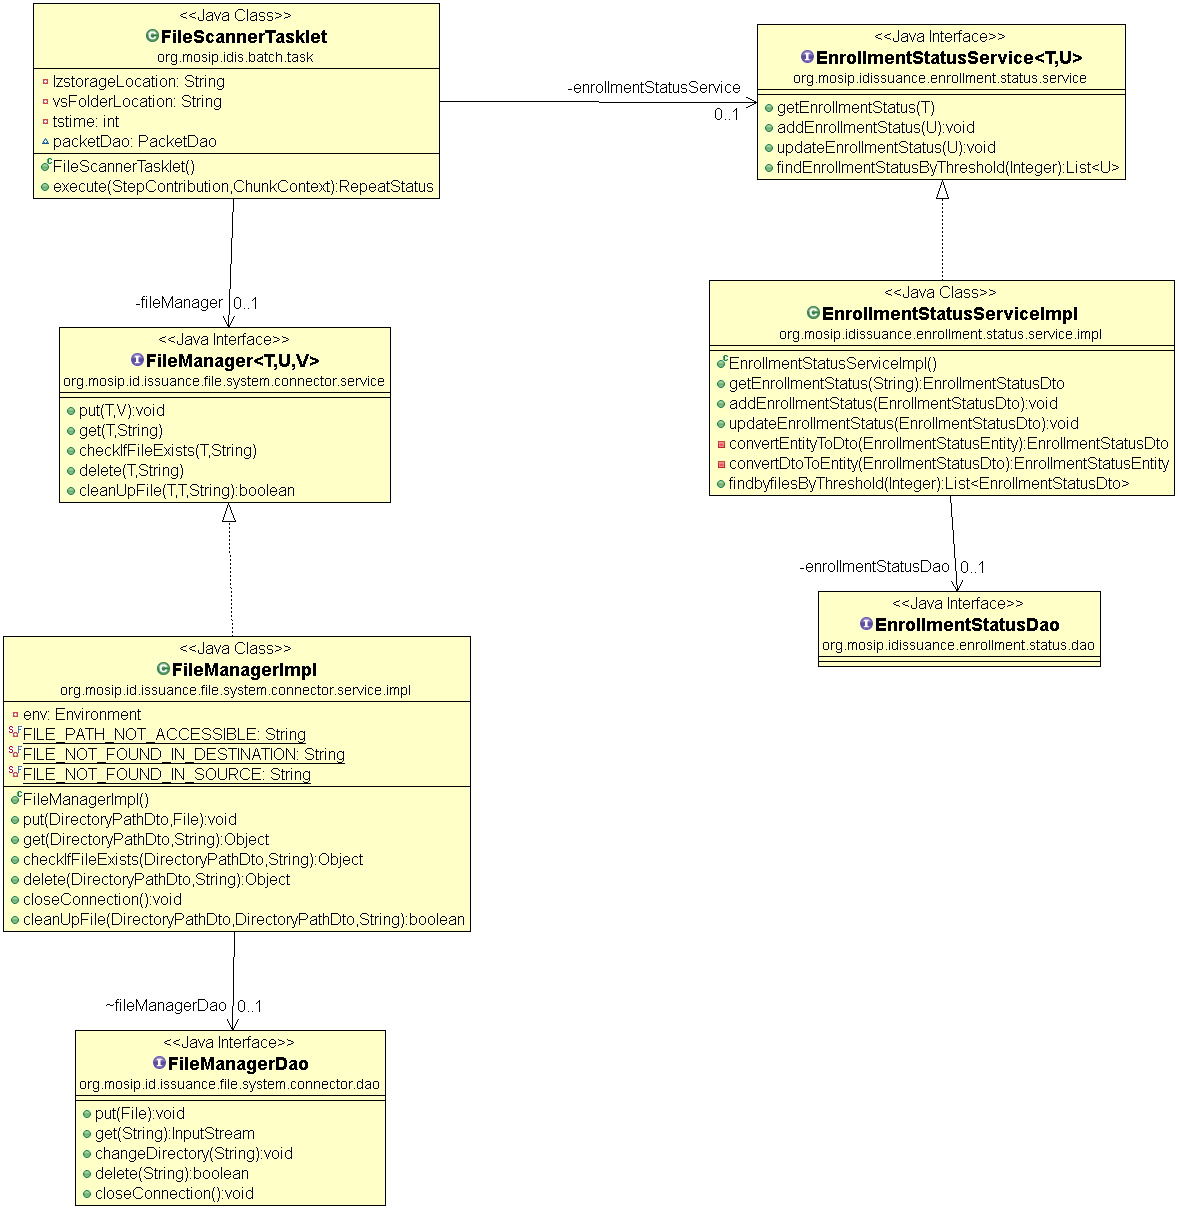 <<Java Class>>
FileScannerTasklet
org.mosip.idis.batch.task
lzstorageLocation: String
vsFolderLocation: String
tstime: int
packetDao: PacketDao
FileScannerTasklet()
execute(StepContribution,ChunkContext):RepeatStatus
-enrollmentStatusService
0..1
<<Java Interface>>
EnrollmentStatusService<T,U>
org.mosip.idissuance.enrollment.status.service
getEnrollmentStatus(T)
addEnrollmentStatus(U):void
updateEnrollmentStatus(U):void
findEnrollmentStatusByThreshold(Integer):List<U>
-fileManager
0..1
<<Java Interface>>
FileManager<T,U,V>
org.mosip.id.issuance.file.system.connector.service
put(T,V):void
get(T,String)
checkIfFileExists(T,String)
delete(T,String)
cleanUpFile(T,T,String):boolean
<<Java Class>>
EnrollmentStatusServiceImpl
org.mosip.idissuance.enrollment.status.service.impl
EnrollmentStatusServiceImpl()
getEnrollmentStatus(String):EnrollmentStatusDto
addEnrollmentStatus(EnrollmentStatusDto):void
updateEnrollmentStatus(EnrollmentStatusDto):void
convertEntityToDto(EnrollmentStatusEntity):EnrollmentStatusDto
convertDtoToEntity(EnrollmentStatusDto):EnrollmentStatusEntity
findbyfilesByThreshold(Integer):List<EnrollmentStatusDto>
-enrollmentStatusDao
0..1
<<Java Interface>>
EnrollmentStatusDao
org.mosip.idissuance.enrollment.status.dao
<<Java Class>>
FileManagerImpl
org.mosip.id.issuance.file.system.connector.service.impl
env: Environment
FILE_PATH_NOT_ACCESSIBLE: String
FILE_NOT_FOUND_IN_DESTINATION: String
FILE_NOT_FOUND_IN_SOURCE: String
FileManagerImpl()
put(DirectoryPathDto,File):void
get(DirectoryPathDto,String):Object
checkIfFileExists(DirectoryPathDto,String):Object
delete(DirectoryPathDto,String):Object
closeConnection():void
cleanUpFile(DirectoryPathDto,DirectoryPathDto,String):boolean
~fileManagerDao
0..1
<<Java Interface>>
FileManagerDao
org.mosip.id.issuance.file.system.connector.dao
put(File):void
get(String):InputStream
changeDirectory(String):void
delete(String):boolean
closeConnection():void